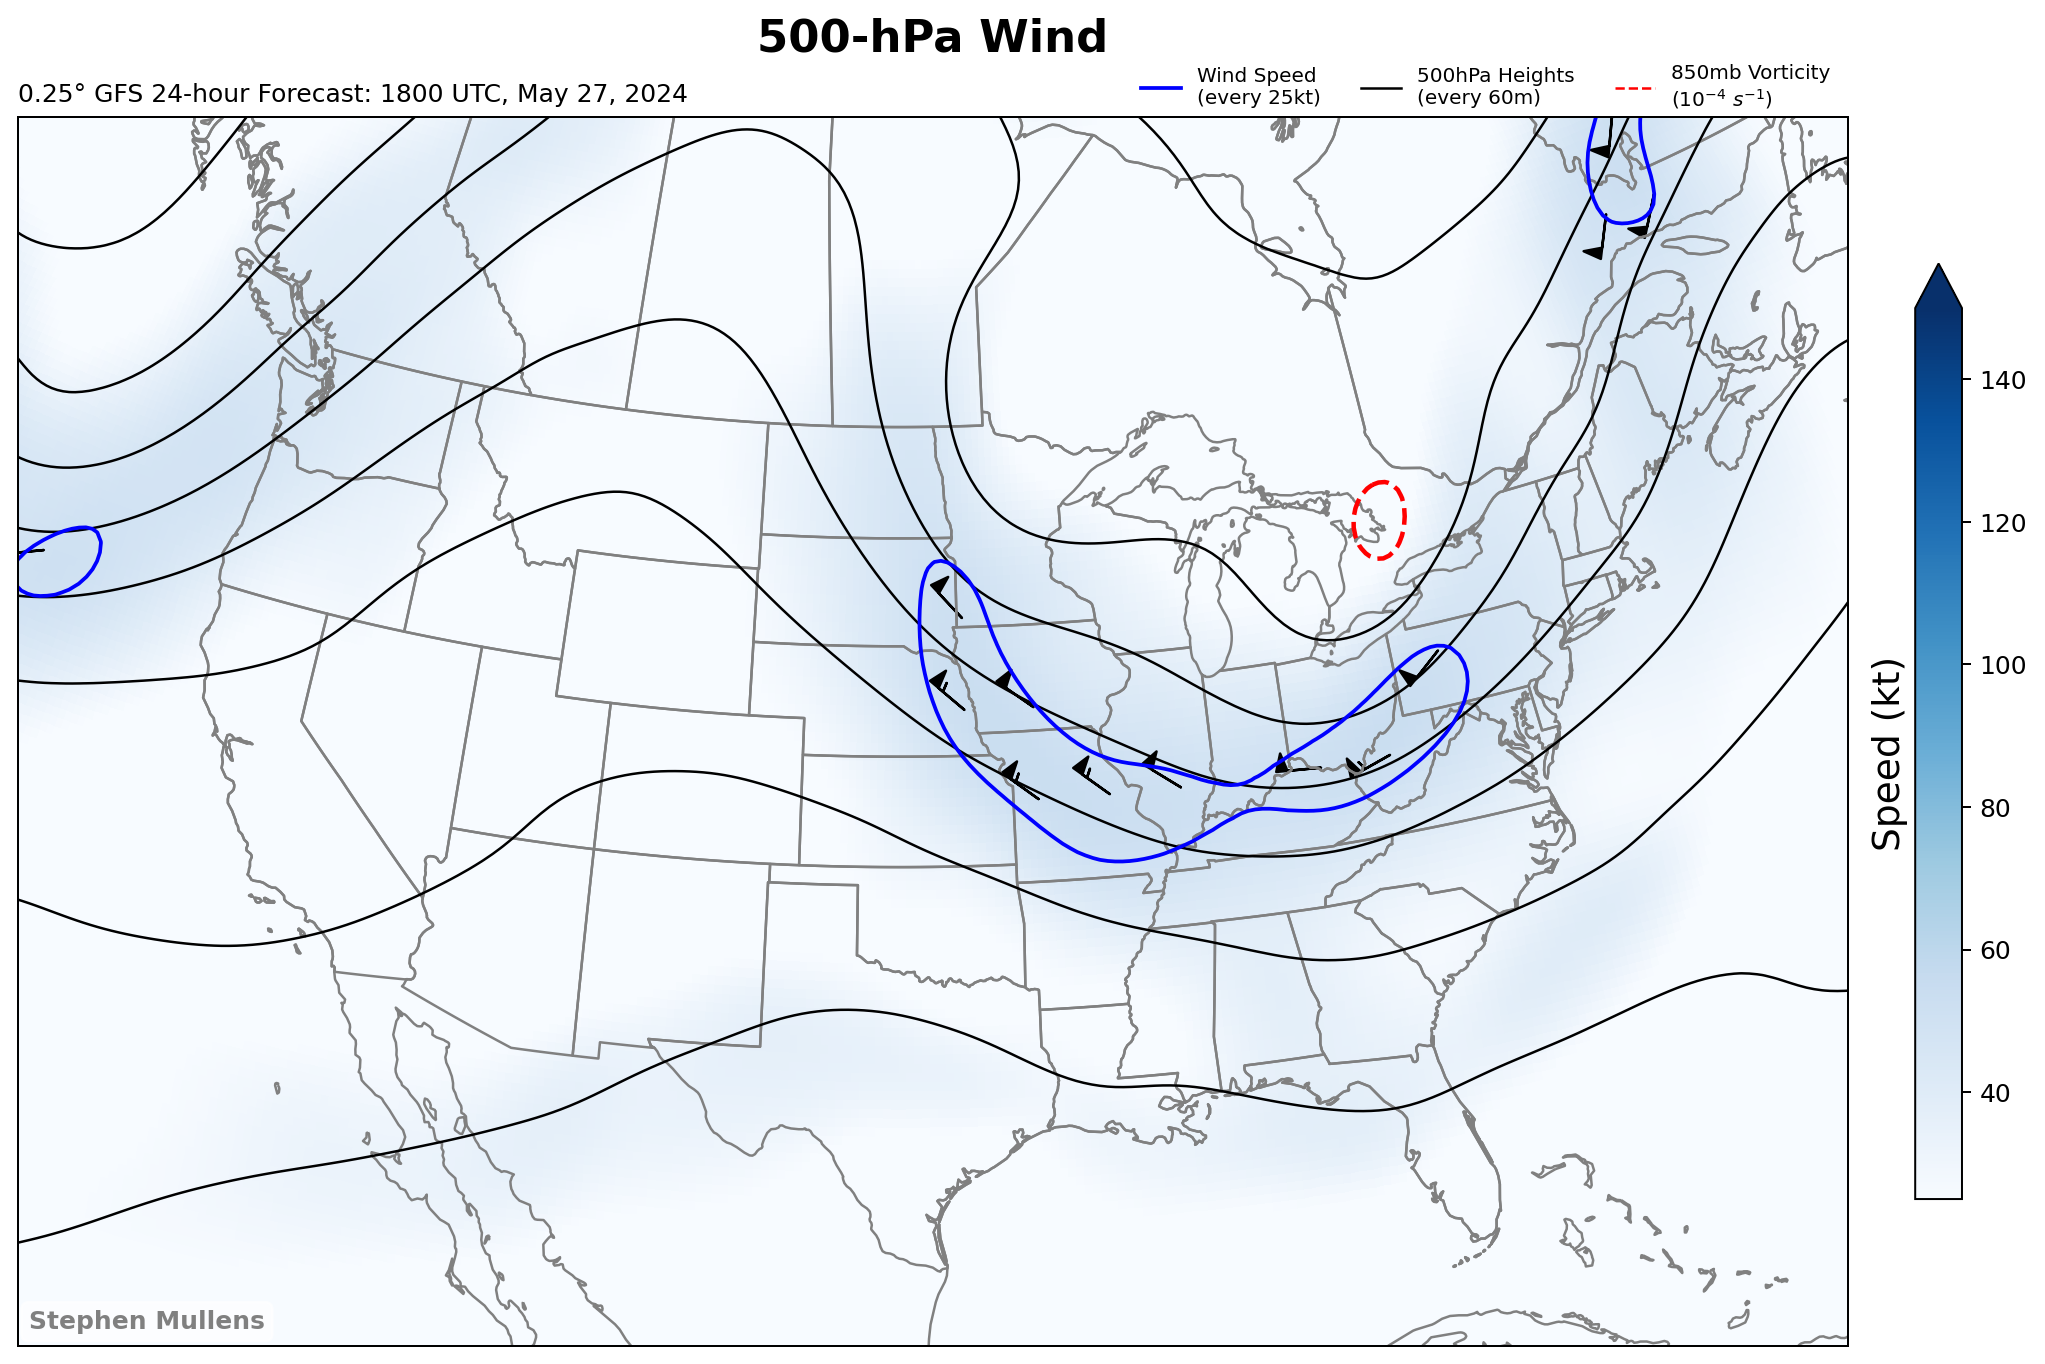 500-hPa Wind
0.25° GFS 24-hour Forecast: 1800 UTC, May 27, 2024
Wind Speed
(every 25kt)
500hPa Heights
(every 60m)
850mb Vorticity
(10⁻⁴ s⁻¹)
140
120
100
80
60
40
Speed (kt)
Stephen Mullens